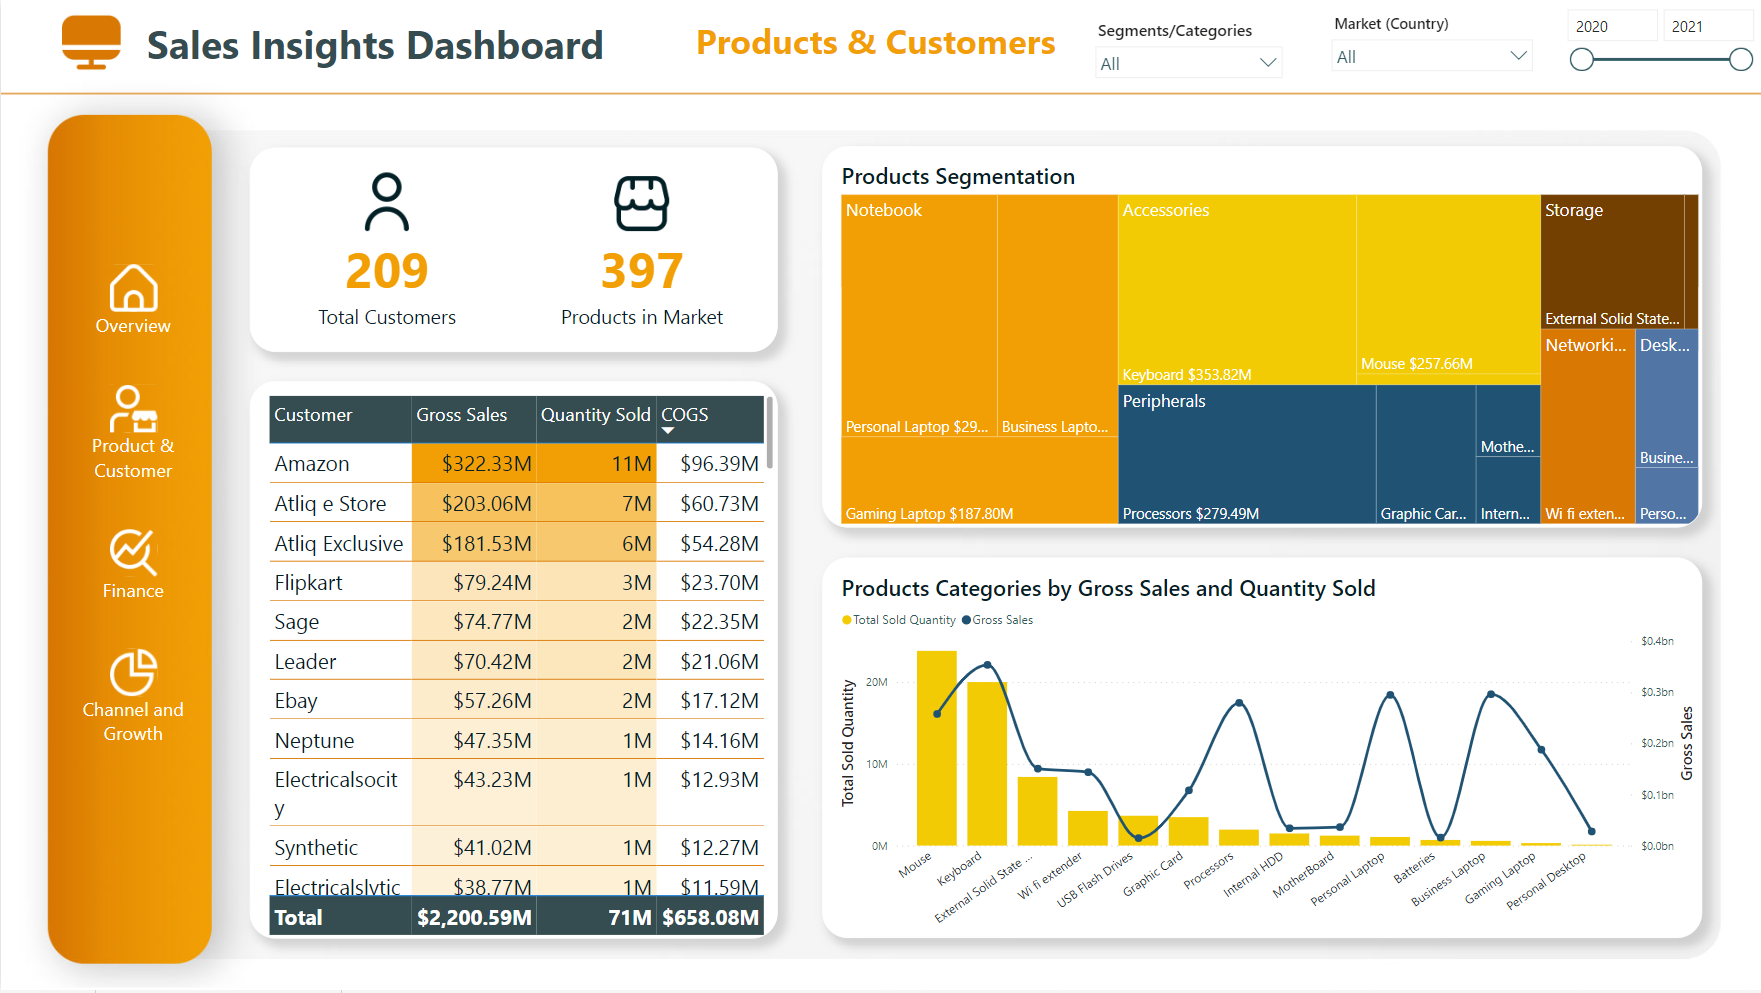 Sales Insights Dashboard
Products & Customers
Segments/Categories
All
Market (Country)
All
2020
2021
Overview
Product &
Customer
Finance
Channel and
Growth
209
Total Customers
397
Products in Market
Customer Gross Sales Quantity Sold COGS
Amazon $322.33M 11M $96.39M
Atliq e Store $203.06M 7M $60.73M
Atliq Exclusive $181.53M 6M $54.28M
Flipkart $79.24M 3M $23.70M
Sage $74.77M 2M $22.35M
Leader $70.42M 2M $21.06M
Ebay $57.26M 2M $17.12M
Neptune $47.35M 1M $14.16M
Electricalsocit $43.23M 1M $12.93M
y
Synthetic $41.02M 1M $12.27M
Electricalslytic $38.77M 1M $11.59M
Total $2,200.59M 71M $658.08M
Products Segmentation
Notebook
Personal Laptop $29...
Business Lapto...
Gaming Laptop $187.80M
Accessories
Keyboard $353.82M
Mouse $257.66M
Peripherals
Processors $279.49M
Graphic Car...
Mothe...
Intern...
Storage
External Solid State...
Networki...
Wi fi exten...
Desk...
Busine...
Perso...
Products Categories by Gross Sales and Quantity Sold
Total Sold Quantity Gross Sales
Total Sold Quantity
20M
10M
0M
$0.4bn
$0.3bn
$0.2bn
$0.1bn
$0.0bn
Gross Sales
Mouse
Keyboard
External Solid State ...
Wi fi extender
USB Flash Drives
Graphic Card
Processors
Internal HDD
MotherBoard
Personal Laptop
Batteries
Business Laptop
Gaming Laptop
Personal Desktop